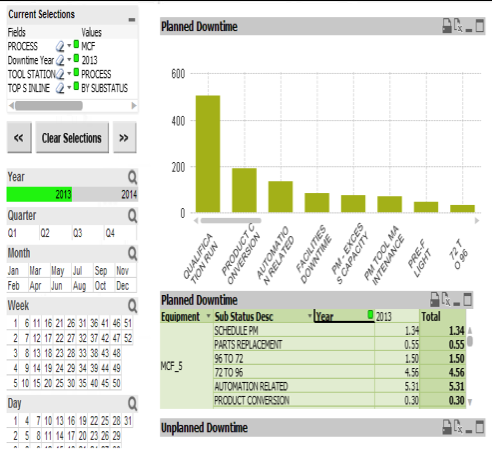 Current Selections
Fields Values
PROCESS MCF
Downtime Year 2013
TOOL STATION PROCESS
TOP S INLINE BY SUBSTATUS
<< Clear Selections >>
Year
2013 2014
Quarter
Q1 Q2 Q3 Q4
Month
Jan Mar May Jul Sep Nov
Feb Apr Jun Aug Oct Dec
Week
1 6 11 16 21 26 31 36 41 46 51
2 7 12 17 22 27 32 37 42 47 52
3 8 13 18 23 28 33 38 43 48
4 9 14 19 24 29 34 39 44 49
5 10 15 20 25 30 35 40 45 50
Day
1 4 7 10 13 16 19 22 25 28 31
2 5 8 11 14 17 20 23 26 29
Planned Downtime
600
400
200
0
QUALIFICA
TION RUN
PRODUCT C
ONVERSION
AUTOMATIO
N RELATED
FACILITIES
DOWNTIME
PM - EXCES
S CAPACITY
PM TOOL MA
INTENANCE
PRE-F
LIGHT
72 T
O 96
Planned Downtime
Equipment Sub Status Desc Year 2013 Total
MCF_5
SCHEDULE PM 1.34 1.34
PARTS REPLACEMENT 0.55 0.55
96 TO 72 1.50 1.50
72 TO 96 4.56 4.56
AUTOMATION RELATED 5.31 5.31
PRODUCT CONVERSION 0.30 0.30
Unplanned Downtime